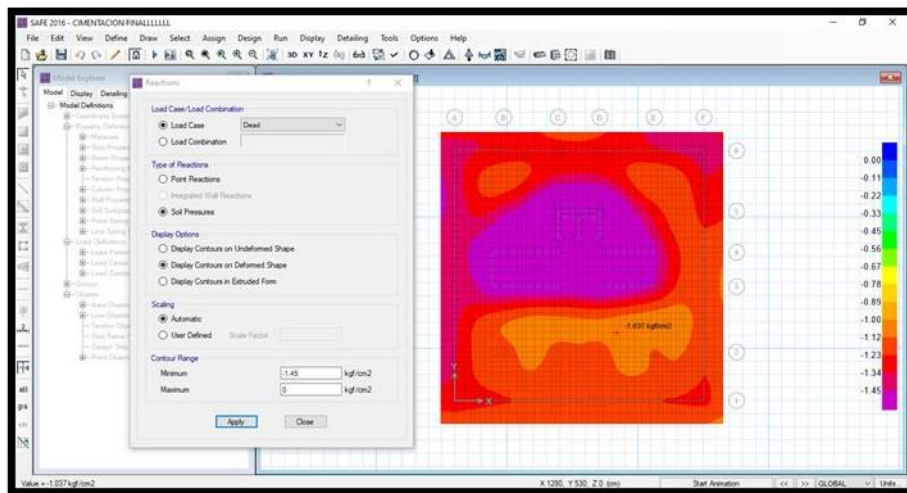 SAFE 2016 - CIMENTACION FINALLLLLLL
File Edit View Define Draw Select Assign Design Run Display Detailing Tools Options Help
3D XY
Model Explorer
Model Display Detailing
Model Definitions
Reactions
Load Case/Load Combination
Load Case Dead
Load Combination
Type of Reactions
Point Reactions
Integrated Wall Reactions
Soil Pressures
Display Options
Display Contours on Undeformed Shape
Display Contours on Deformed Shape
Display Contours in Extruded Form
Scaling
Automatic
User Defined Scale Factor
Contour Range
Minimum -1.45 kgf/cm2
Maximum 0 kgf/cm2
Apply Close
A B C D E F
0.00
-0.11
-0.22
-0.33
-0.45
-0.56
-0.67
-0.78
-0.89
-1.00
-1.12
-1.23
-1.34
-1.45
-1.037 kgf/cm2
Y
X
Value = -1.037 kgf/cm2
X 1280, Y 530, Z 0 (cm)
Start Animation << >> GLOBAL Units...